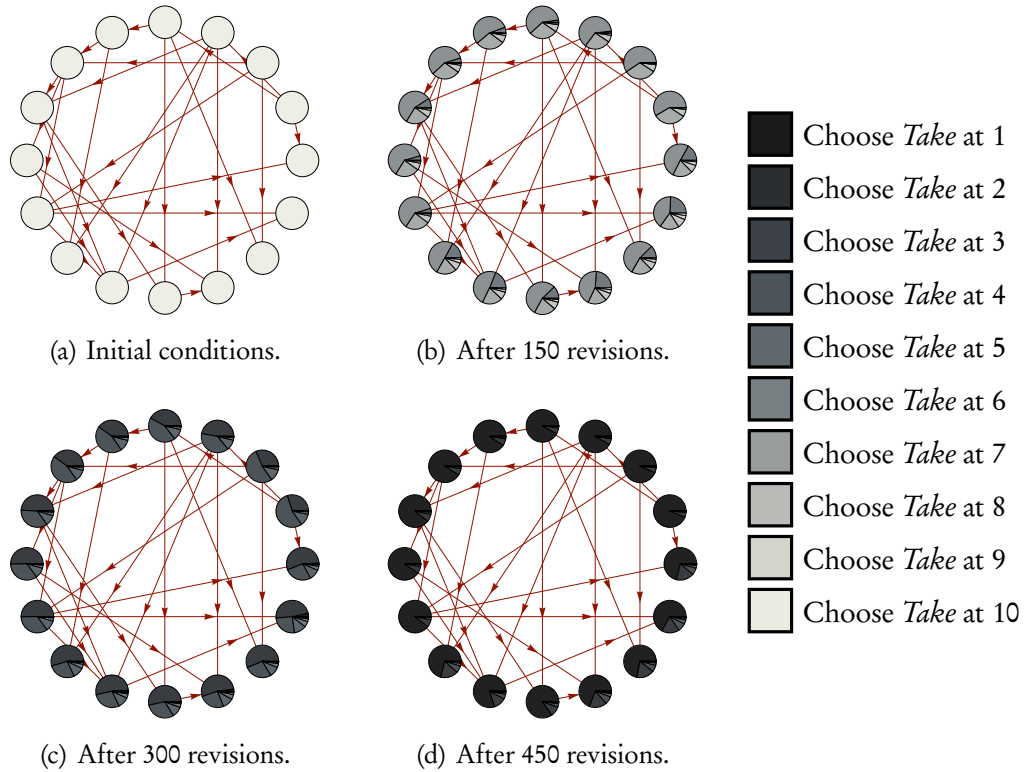 (a) Initial conditions.
(b) After 150 revisions.
(c) After 300 revisions.
(d) After 450 revisions.
Choose Take at 1
Choose Take at 2
Choose Take at 3
Choose Take at 4
Choose Take at 5
Choose Take at 6
Choose Take at 7
Choose Take at 8
Choose Take at 9
Choose Take at 10